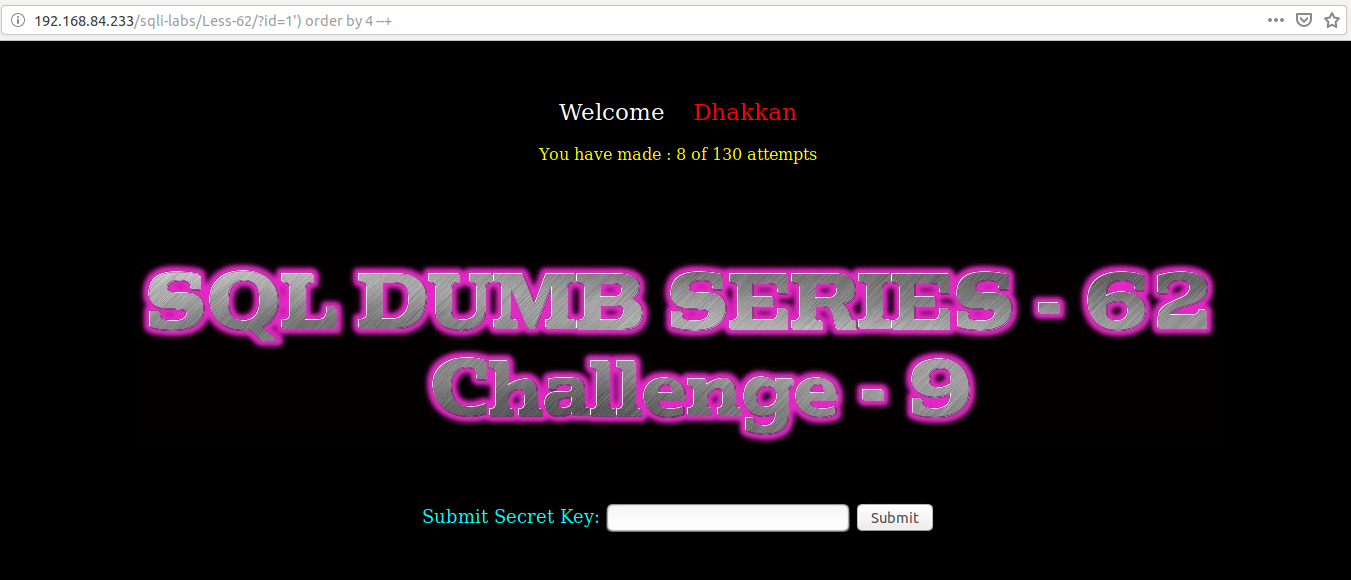 192.168.84.233/sqli-labs/Less-62/?id=1') order by 4 --+
Welcome Dhakkan
You have made : 8 of 130 attempts
SQL DUMB SERIES - 62
Challenge - 9
Submit Secret Key: Submit